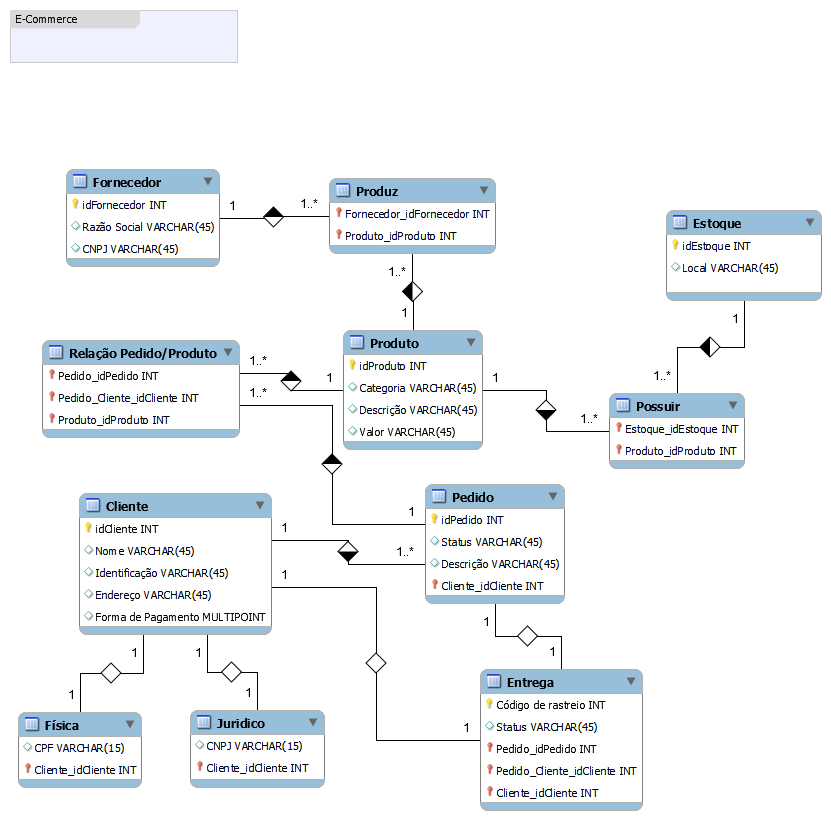 E-Commerce
Fornecedor
idFornecedor INT
Razão Social VARCHAR(45)
CNPJ VARCHAR(45)
1
1..*
Produz
Fornecedor_idFornecedor INT
Produto_idProduto INT
1..*
1
Estoque
idEstoque INT
Local VARCHAR(45)
1
1..*
Relação Pedido/Produto
Pedido_idPedido INT
Pedido_Cliente_idCliente INT
Produto_idProduto INT
1..*
1
1..*
1
Produto
idProduto INT
Categoria VARCHAR(45)
Descrição VARCHAR(45)
Valor VARCHAR(45)
1
1..*
Possuir
Estoque_idEstoque INT
Produto_idProduto INT
Cliente
idCliente INT
Nome VARCHAR(45)
Identificação VARCHAR(45)
Endereço VARCHAR(45)
Forma de Pagamento MULTIPOINT
1
1..*
1
1
Pedido
idPedido INT
Status VARCHAR(45)
Descrição VARCHAR(45)
Cliente_idCliente INT
1
1
1
1
1
1
Física
CPF VARCHAR(15)
Cliente_idCliente INT
Juridico
CNPJ VARCHAR(15)
Cliente_idCliente INT
Entrega
Código de rastreio INT
Status VARCHAR(45)
Pedido_idPedido INT
Pedido_Cliente_idCliente INT
Cliente_idCliente INT